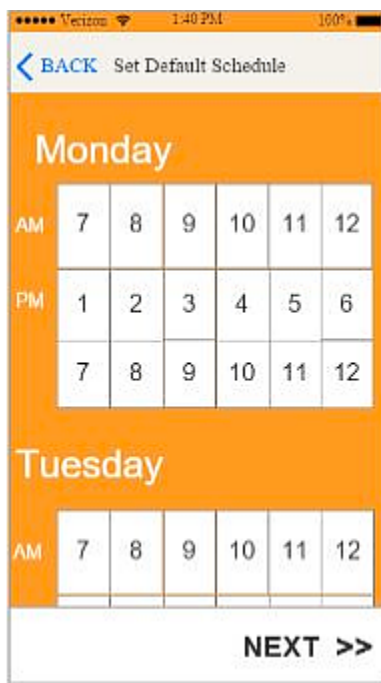 Verizon 1:40 PM 100%
BACK Set Default Schedule
Monday
AM 7 8 9 10 11 12
PM 1 2 3 4 5 6
7 8 9 10 11 12
Tuesday
AM 7 8 9 10 11 12
NEXT >>